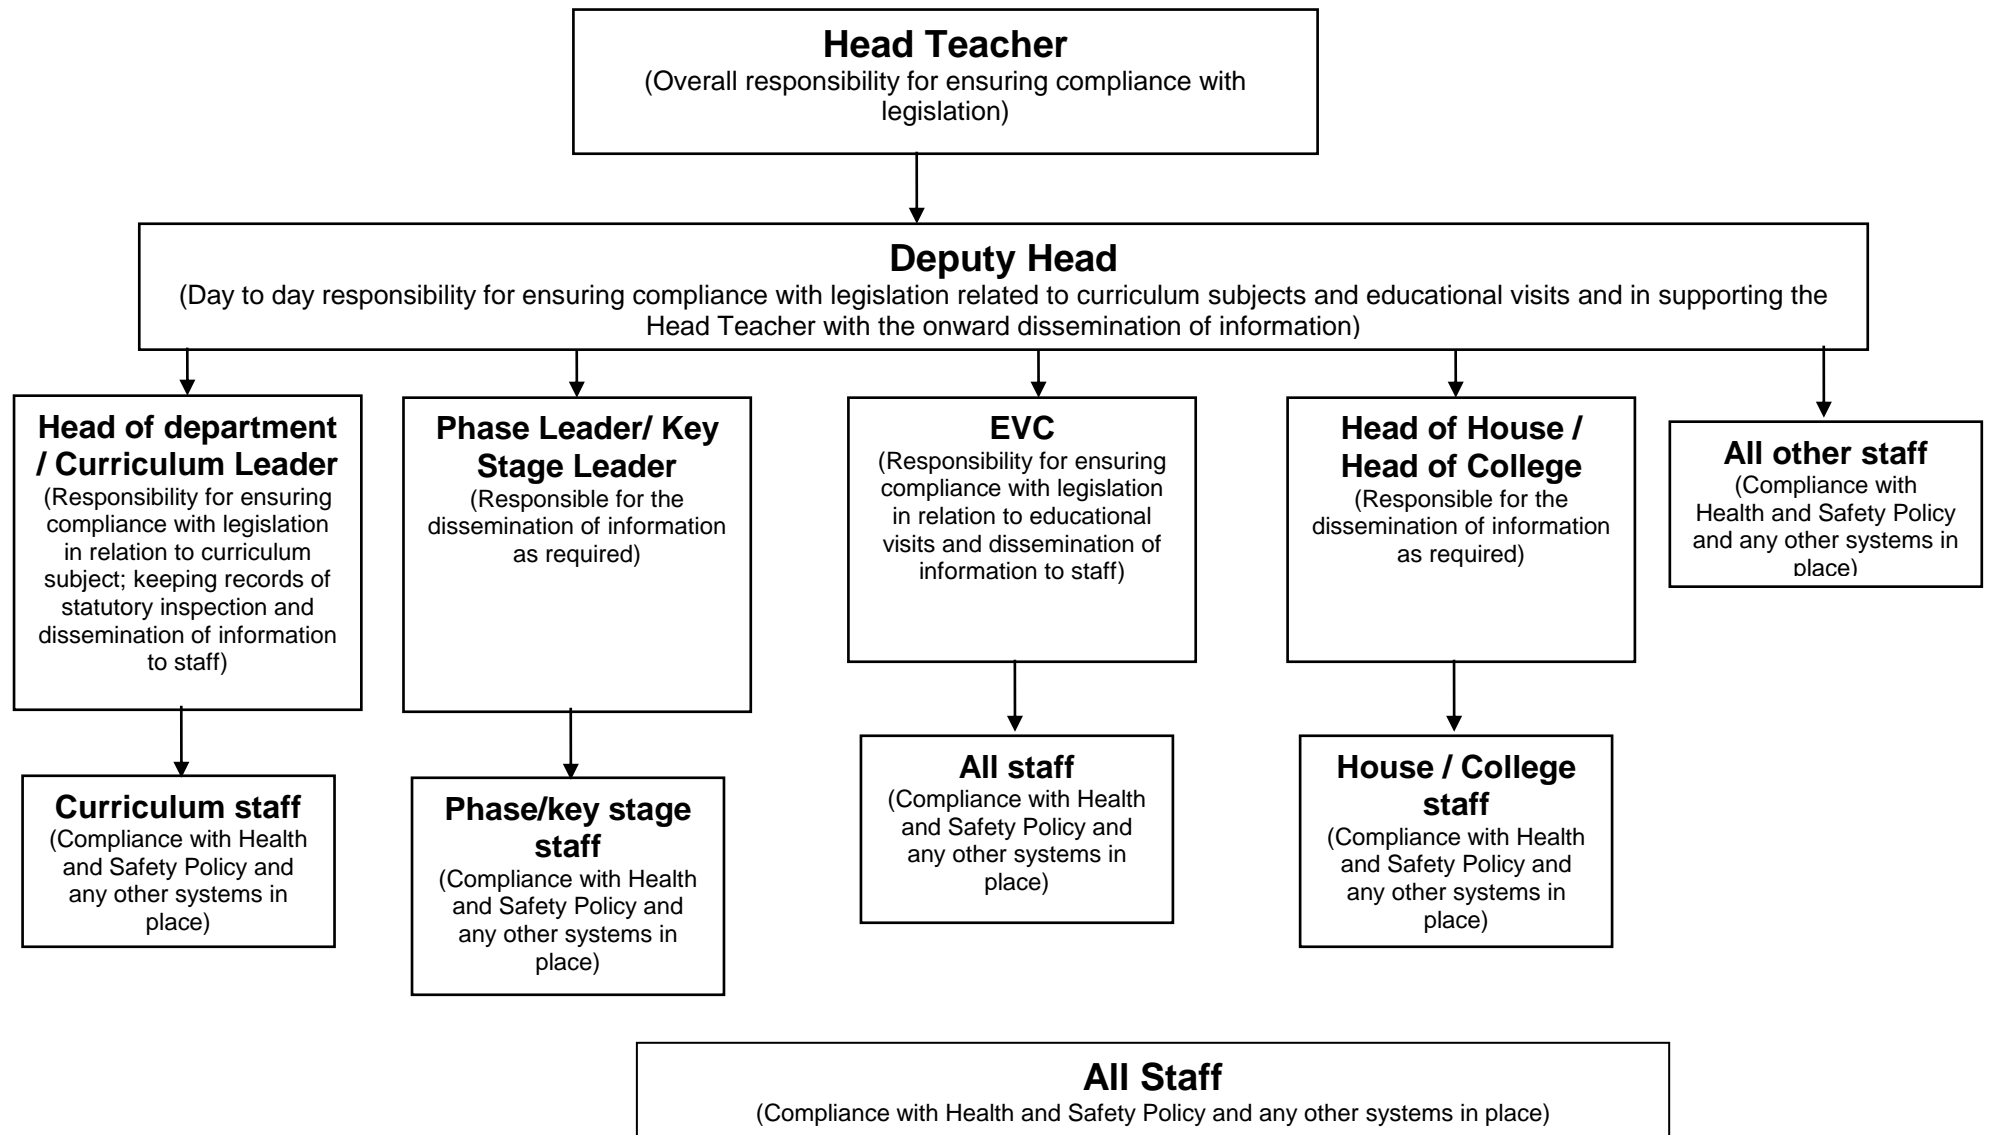 Head Teacher
(Overall responsibility for ensuring compliance with
legislation)
Deputy Head
(Day to day responsibility for ensuring compliance with legislation related to curriculum subjects and educational visits and in supporting the
Head Teacher with the onward dissemination of information)
Head of department
/ Curriculum Leader
(Responsibility for ensuring
compliance with legislation
in relation to curriculum
subject; keeping records of
statutory inspection and
dissemination of information
to staff)
Phase Leader/ Key
Stage Leader
(Responsible for the
dissemination of information
as required)
EVC
(Responsibility for ensuring
compliance with legislation
in relation to educational
visits and dissemination of
information to staff)
Head of House /
Head of College
(Responsible for the
dissemination of information
as required)
All other staff
(Compliance with
Health and Safety Policy
and any other systems in
place)
Curriculum staff
(Compliance with Health
and Safety Policy and
any other systems in
place)
Phase/key stage
staff
(Compliance with Health
and Safety Policy and
any other systems in
place)
All staff
(Compliance with Health
and Safety Policy and
any other systems in
place)
House / College
staff
(Compliance with Health
and Safety Policy and
any other systems in
place)
All Staff
(Compliance with Health and Safety Policy and any other systems in place)